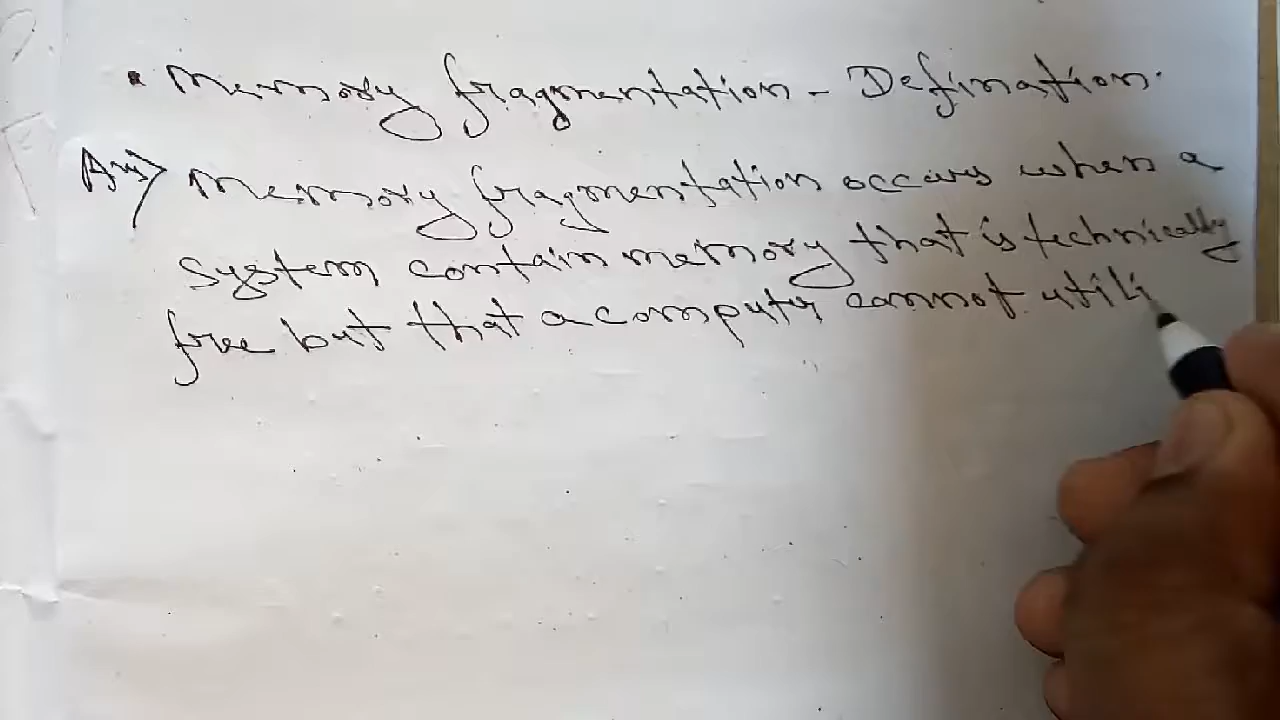 • Memory fragmentation - Defination.
Ans) Memory fragmentation occurs when a
system contain memory that is technically
free but that a computer cannot utili